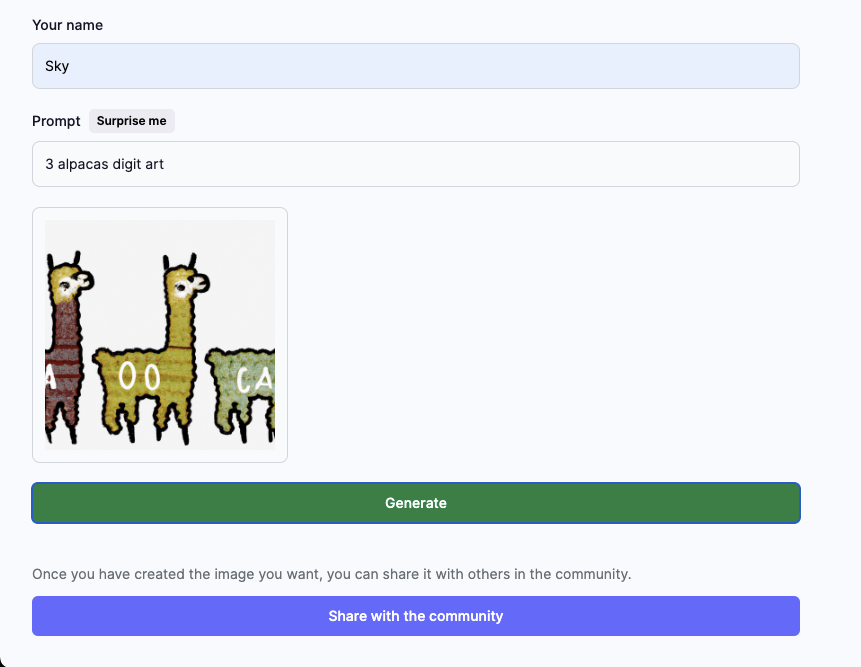 Your name
Sky
Prompt Surprise me
3 alpacas digit art
A OO CA
Generate
Once you have created the image you want, you can share it with others in the community.
Share with the community